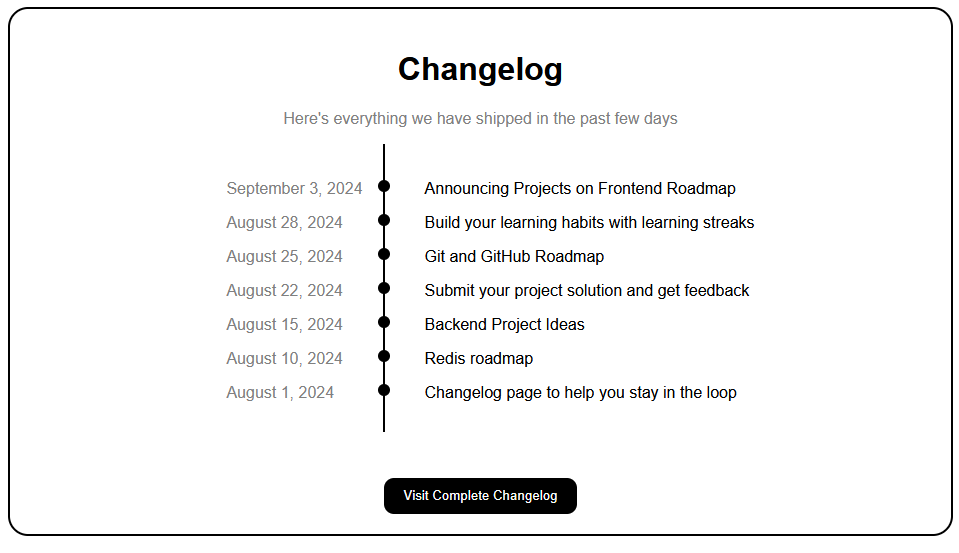 Changelog
Here's everything we have shipped in the past few days
September 3, 2024 Announcing Projects on Frontend Roadmap
August 28, 2024 Build your learning habits with learning streaks
August 25, 2024 Git and GitHub Roadmap
August 22, 2024 Submit your project solution and get feedback
August 15, 2024 Backend Project Ideas
August 10, 2024 Redis roadmap
August 1, 2024 Changelog page to help you stay in the loop
Visit Complete Changelog